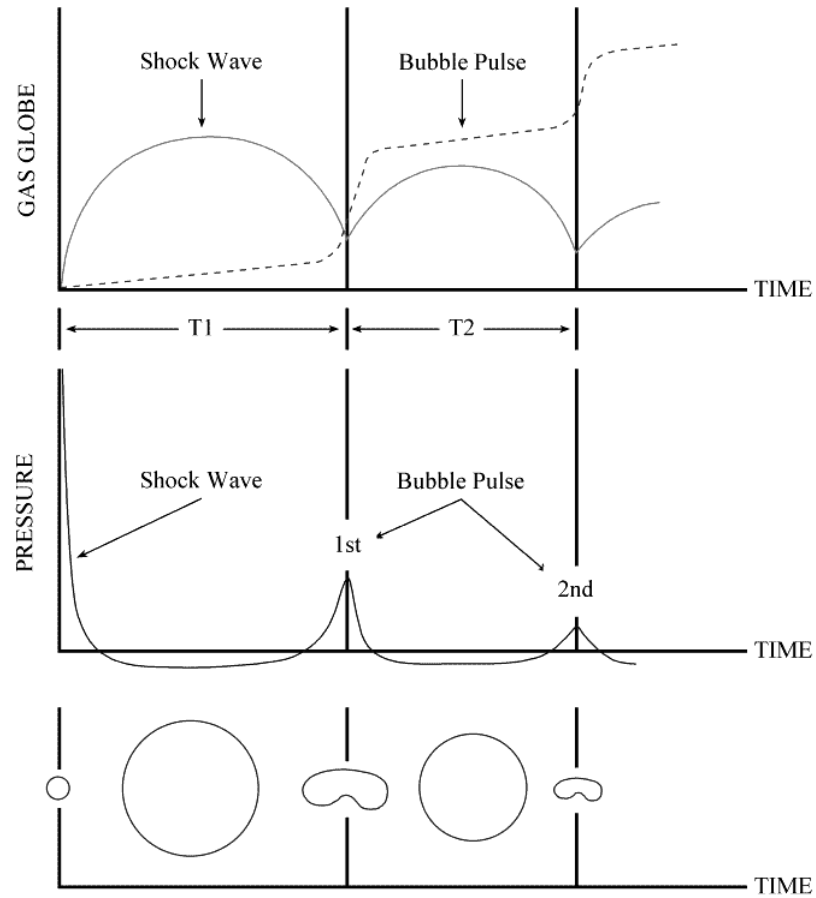 Shock Wave
Bubble Pulse
GAS GLOBE
TIME
T1
T2
Shock Wave
Bubble Pulse
PRESSURE
1st
2nd
TIME
TIME